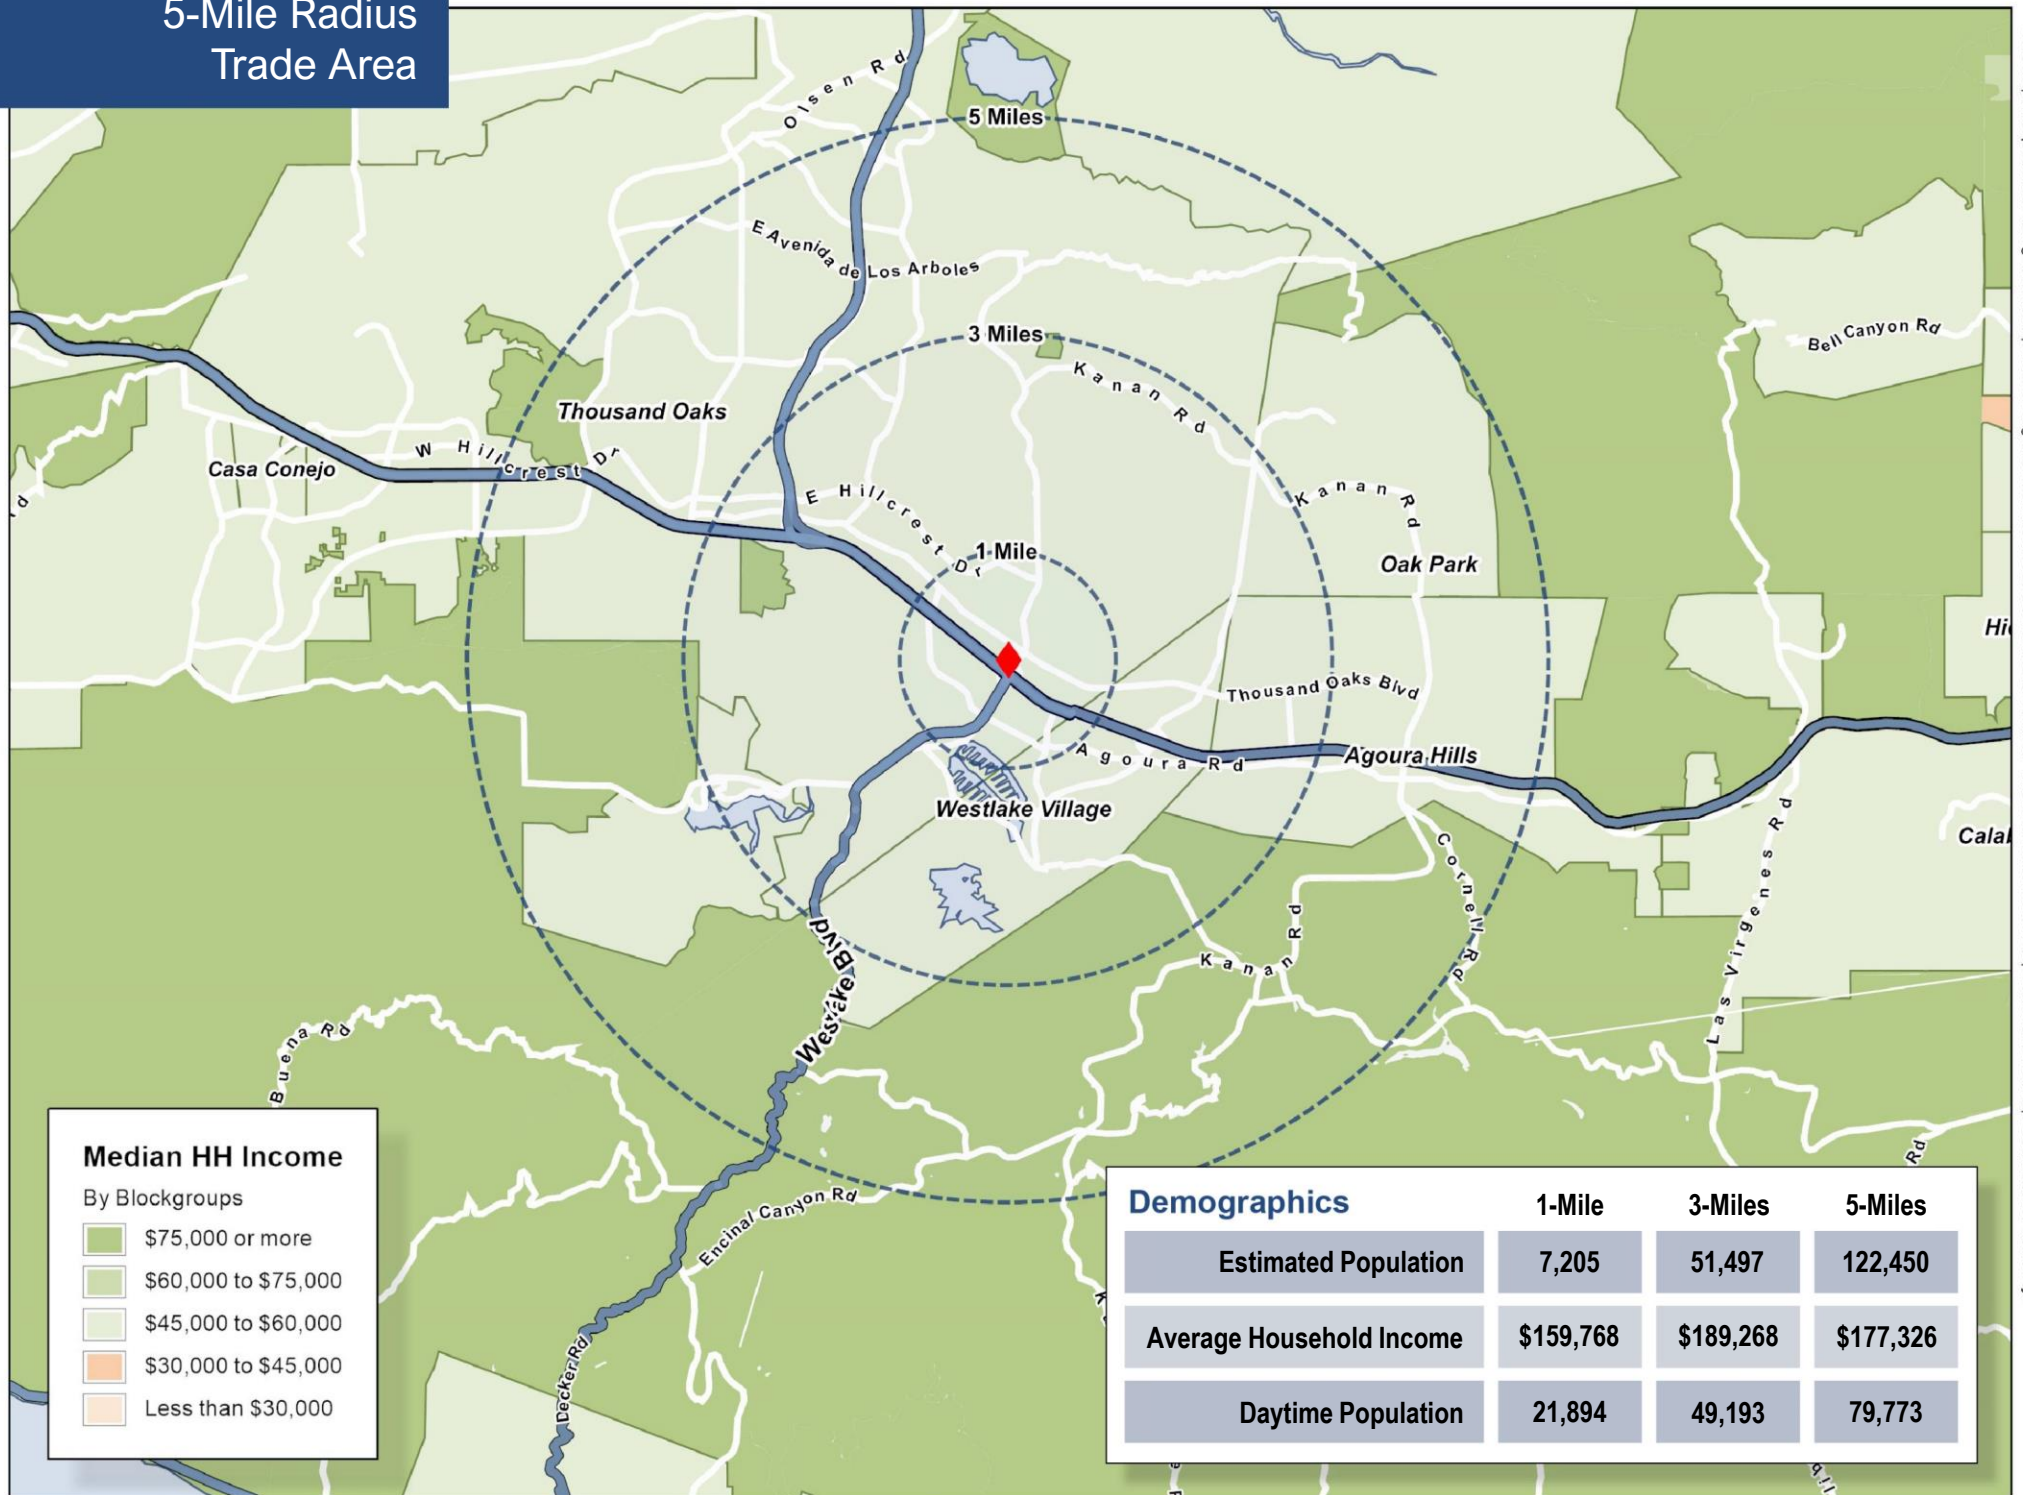 5-Mile Radius
Trade Area
Olsen Rd
5 Miles
E Avenida de Los Arboles
3 Miles
Bell Canyon Rd
Kanan Rd
Thousand Oaks
W Hillcrest Dr
Casa Conejo
E Hillcrest Dr
Kanan Rd
1 Mile
Oak Park
Thousand Oaks Blvd
Agoura Rd
Agoura Hills
Westlake Village
Cornell Rd
Las Virgenes Rd
Westlake Blvd
Kanan Rd
Buena Rd
Encinal Canyon Rd
Decker Rd
Rd
Median HH Income
By Blockgroups
$75,000 or more
$60,000 to $75,000
$45,000 to $60,000
$30,000 to $45,000
Less than $30,000
Demographics 1-Mile 3-Miles 5-Miles
Estimated Population 7,205 51,497 122,450
Average Household Income $159,768 $189,268 $177,326
Daytime Population 21,894 49,193 79,773